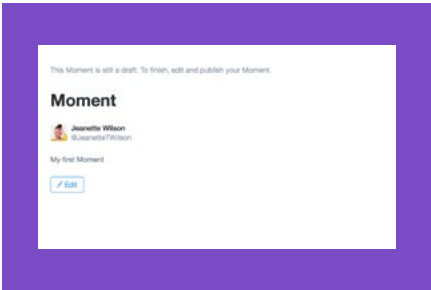 This Moment is still a draft. To finish, edit and publish your Moment.
Moment
Jeanette Wilson
@JeanetteTWilson
My first Moment
Edit